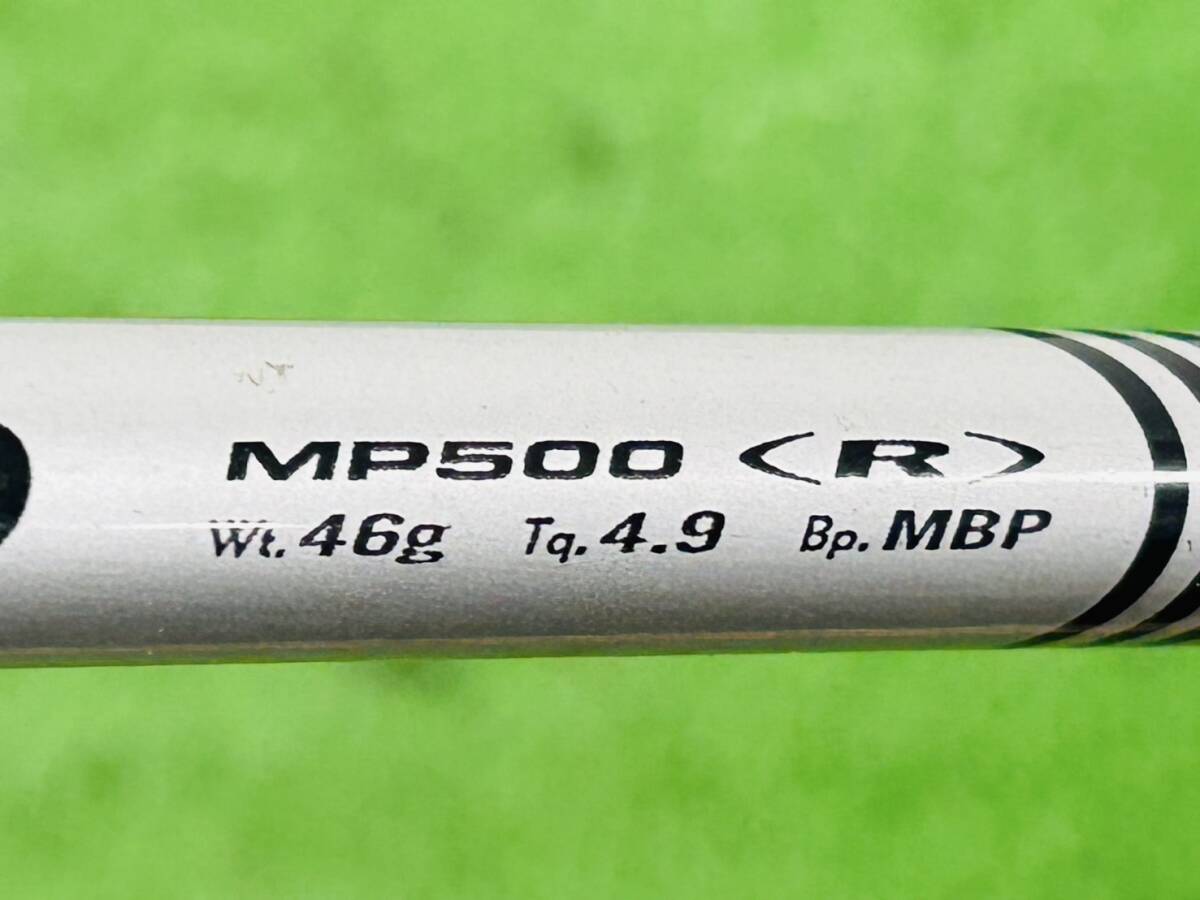 MP500 (R)
Wt. 46g Tq. 4.9 Bp. MBP